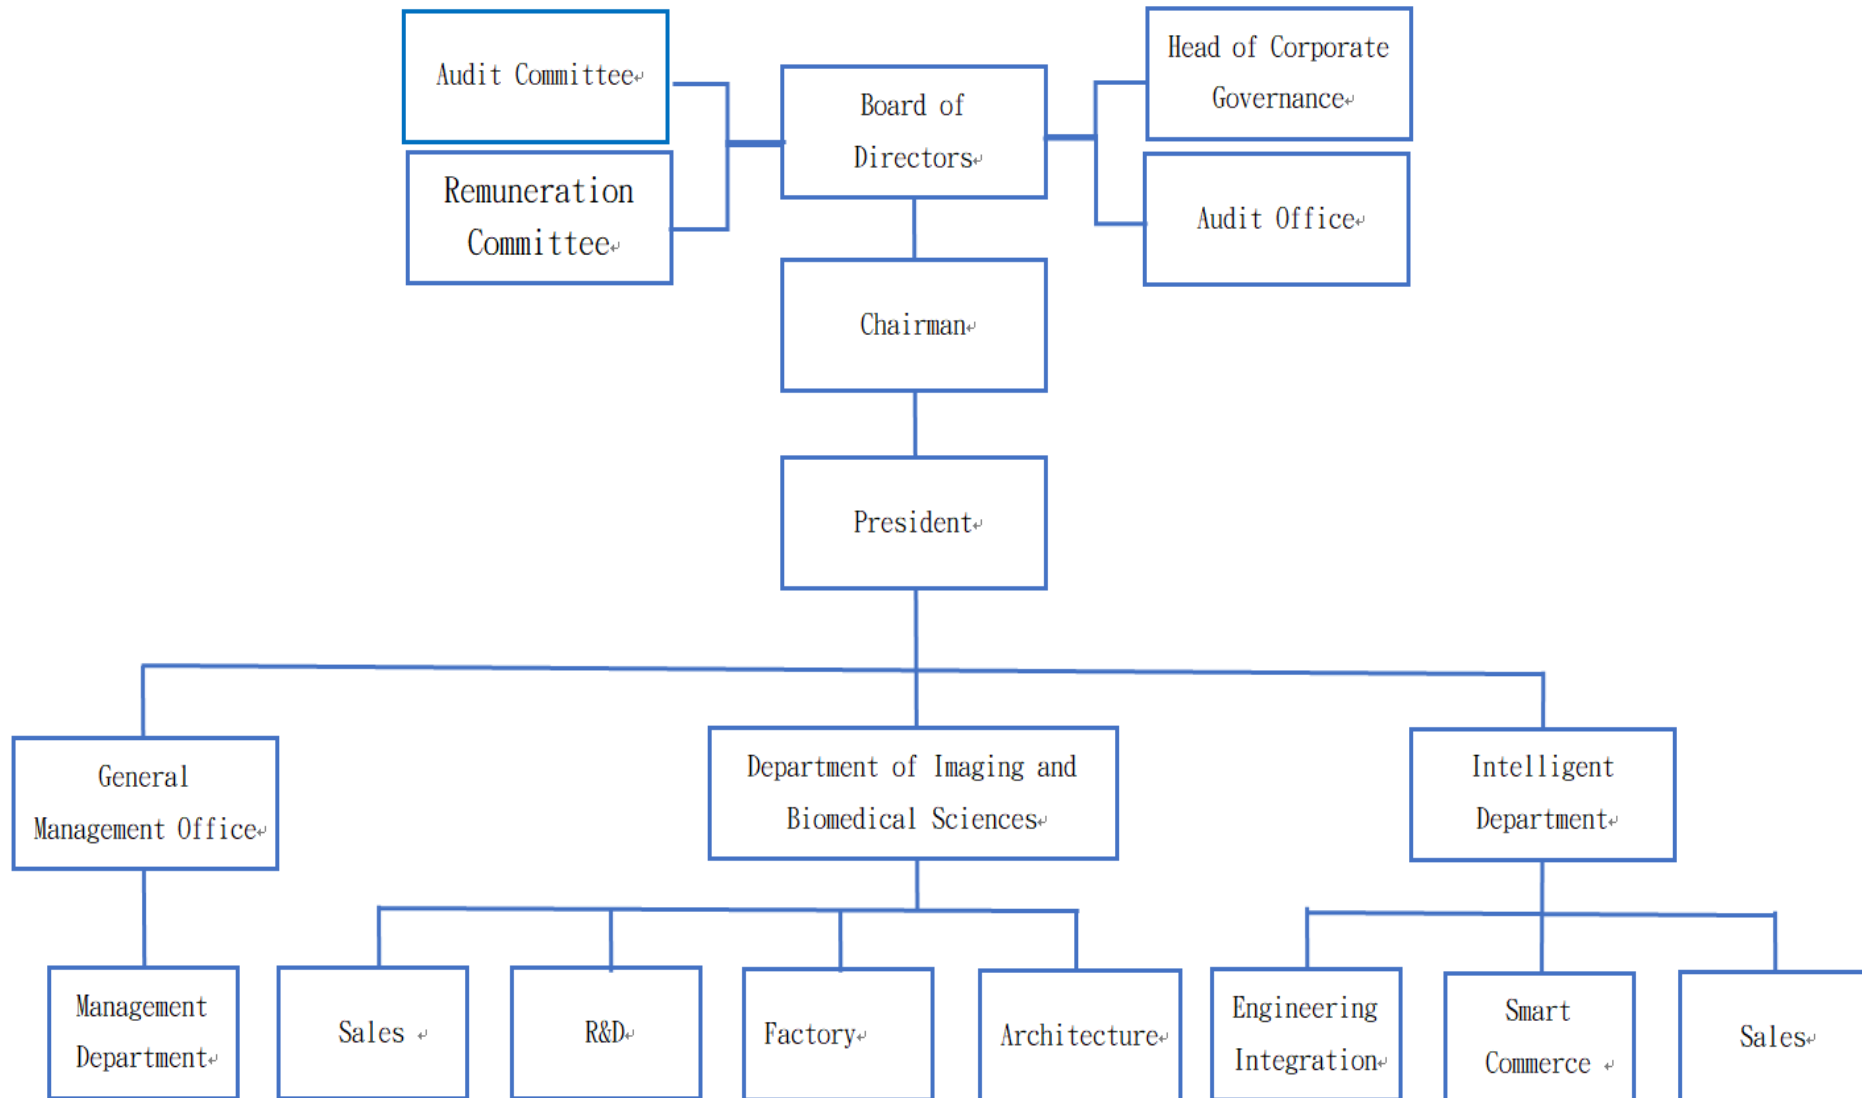 Audit Committee
Remuneration
Committee
Board of
Directors
Head of Corporate
Governance
Audit Office
Chairman
President
General
Management Office
Department of Imaging and
Biomedical Sciences
Intelligent
Department
Management
Department
Sales
R&D
Factory
Architecture
Engineering
Integration
Smart
Commerce
Sales